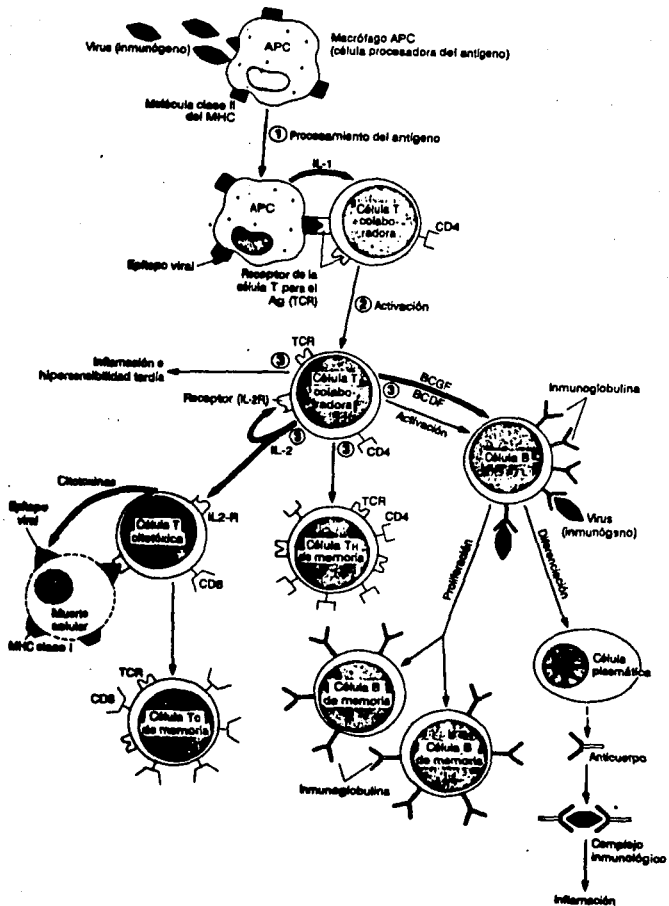 Virus (inmunógeno)
APC
Macrófago APC
(célula procesadora del antígeno)
Molécula clase II
del MHC
1 Procesamiento del antígeno
IL-1
APC
Célula T
colabo-
radora
CD4
Epítopo viral
Receptor de la
célula T para el
Ag (TCR)
2 Activación
TCR
3
Inflamación e
hipersensibilidad tardía
Célula T
colabo-
radora
3
BCGF
BCDF
Activación
Inmunoglobulina
Receptor (IL-2R)
3
IL-2
3
CD4
Célula B
Virus
(inmunógeno)
Citotoxinas
Epítopo
viral
IL2-R
Célula T
citotóxica
CD8
Muerte
celular
MHC clase I
TCR
CD4
Célula TH
de memoria
Proliferación
Diferenciación
TCR
CD8
Célula TC
de memoria
Célula B
de memoria
Célula B
de memoria
Inmunoglobulina
Célula
plasmática
Anticuerpo
Complejo
inmunológico
Inflamación